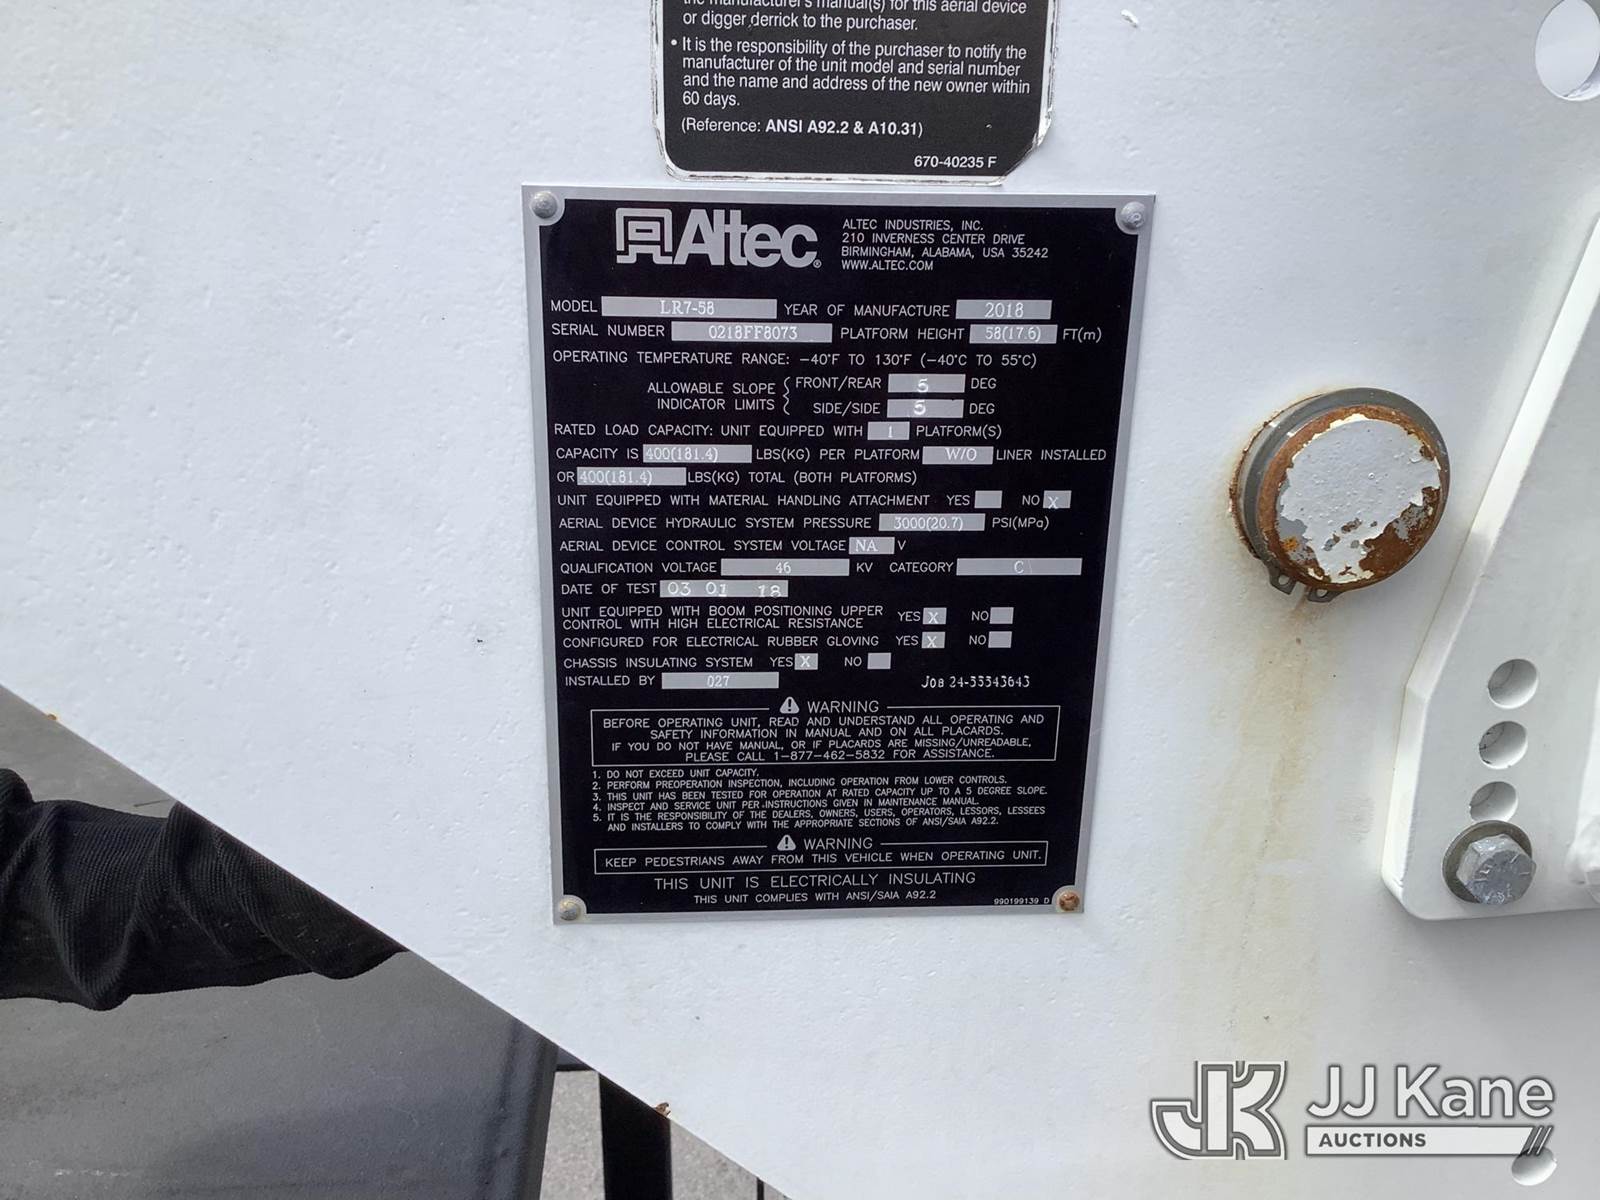 the manufacturer's manual(s) for this aerial device
or digger derrick to the purchaser.
• It is the responsibility of the purchaser to notify the
manufacturer of the unit model and serial number
and the name and address of the new owner within
60 days.
(Reference: ANSI A92.2 & A10.31)
670-40235 F
Altec®
ALTEC INDUSTRIES, INC.
210 INVERNESS CENTER DRIVE
BIRMINGHAM, ALABAMA, USA 35242
WWW.ALTEC.COM
MODEL LR7-58 YEAR OF MANUFACTURE 2018
SERIAL NUMBER 0218FF8073 PLATFORM HEIGHT 58(17.6) FT(m)
OPERATING TEMPERATURE RANGE: -40°F TO 130°F (-40°C TO 55°C)
ALLOWABLE SLOPE INDICATOR LIMITS { FRONT/REAR 5 DEG
SIDE/SIDE 5 DEG
RATED LOAD CAPACITY: UNIT EQUIPPED WITH 1 PLATFORM(S)
CAPACITY IS 400(181.4) LBS(KG) PER PLATFORM W/O LINER INSTALLED
OR 400(181.4) LBS(KG) TOTAL (BOTH PLATFORMS)
UNIT EQUIPPED WITH MATERIAL HANDLING ATTACHMENT YES NO X
AERIAL DEVICE HYDRAULIC SYSTEM PRESSURE 3000(20.7) PSI(MPa)
AERIAL DEVICE CONTROL SYSTEM VOLTAGE NA V
QUALIFICATION VOLTAGE 46 KV CATEGORY C
DATE OF TEST 03 01 18
UNIT EQUIPPED WITH BOOM POSITIONING UPPER
CONTROL WITH HIGH ELECTRICAL RESISTANCE YES X NO
CONFIGURED FOR ELECTRICAL RUBBER GLOVING YES X NO
CHASSIS INSULATING SYSTEM YES X NO
INSTALLED BY 027 JOB 24-33343643
WARNING
BEFORE OPERATING UNIT, READ AND UNDERSTAND ALL OPERATING AND
SAFETY INFORMATION IN MANUAL AND ON ALL PLACARDS.
IF YOU DO NOT HAVE MANUAL, OR IF PLACARDS ARE MISSING/UNREADABLE,
PLEASE CALL 1-877-462-5832 FOR ASSISTANCE.
1. DO NOT EXCEED UNIT CAPACITY.
2. PERFORM PREOPERATION INSPECTION, INCLUDING OPERATION FROM LOWER CONTROLS.
3. THIS UNIT HAS BEEN TESTED FOR OPERATION AT RATED CAPACITY UP TO A 5 DEGREE SLOPE.
4. INSPECT AND SERVICE UNIT PER INSTRUCTIONS GIVEN IN MAINTENANCE MANUAL.
5. IT IS THE RESPONSIBILITY OF THE DEALERS, OWNERS, USERS, OPERATORS, LESSORS, LESSEES
AND INSTALLERS TO COMPLY WITH THE APPROPRIATE SECTIONS OF ANSI/SAIA A92.2.
WARNING
KEEP PEDESTRIANS AWAY FROM THIS VEHICLE WHEN OPERATING UNIT.
THIS UNIT IS ELECTRICALLY INSULATING
THIS UNIT COMPLIES WITH ANSI/SAIA A92.2
990199139 D
JK JJ Kane
AUCTIONS